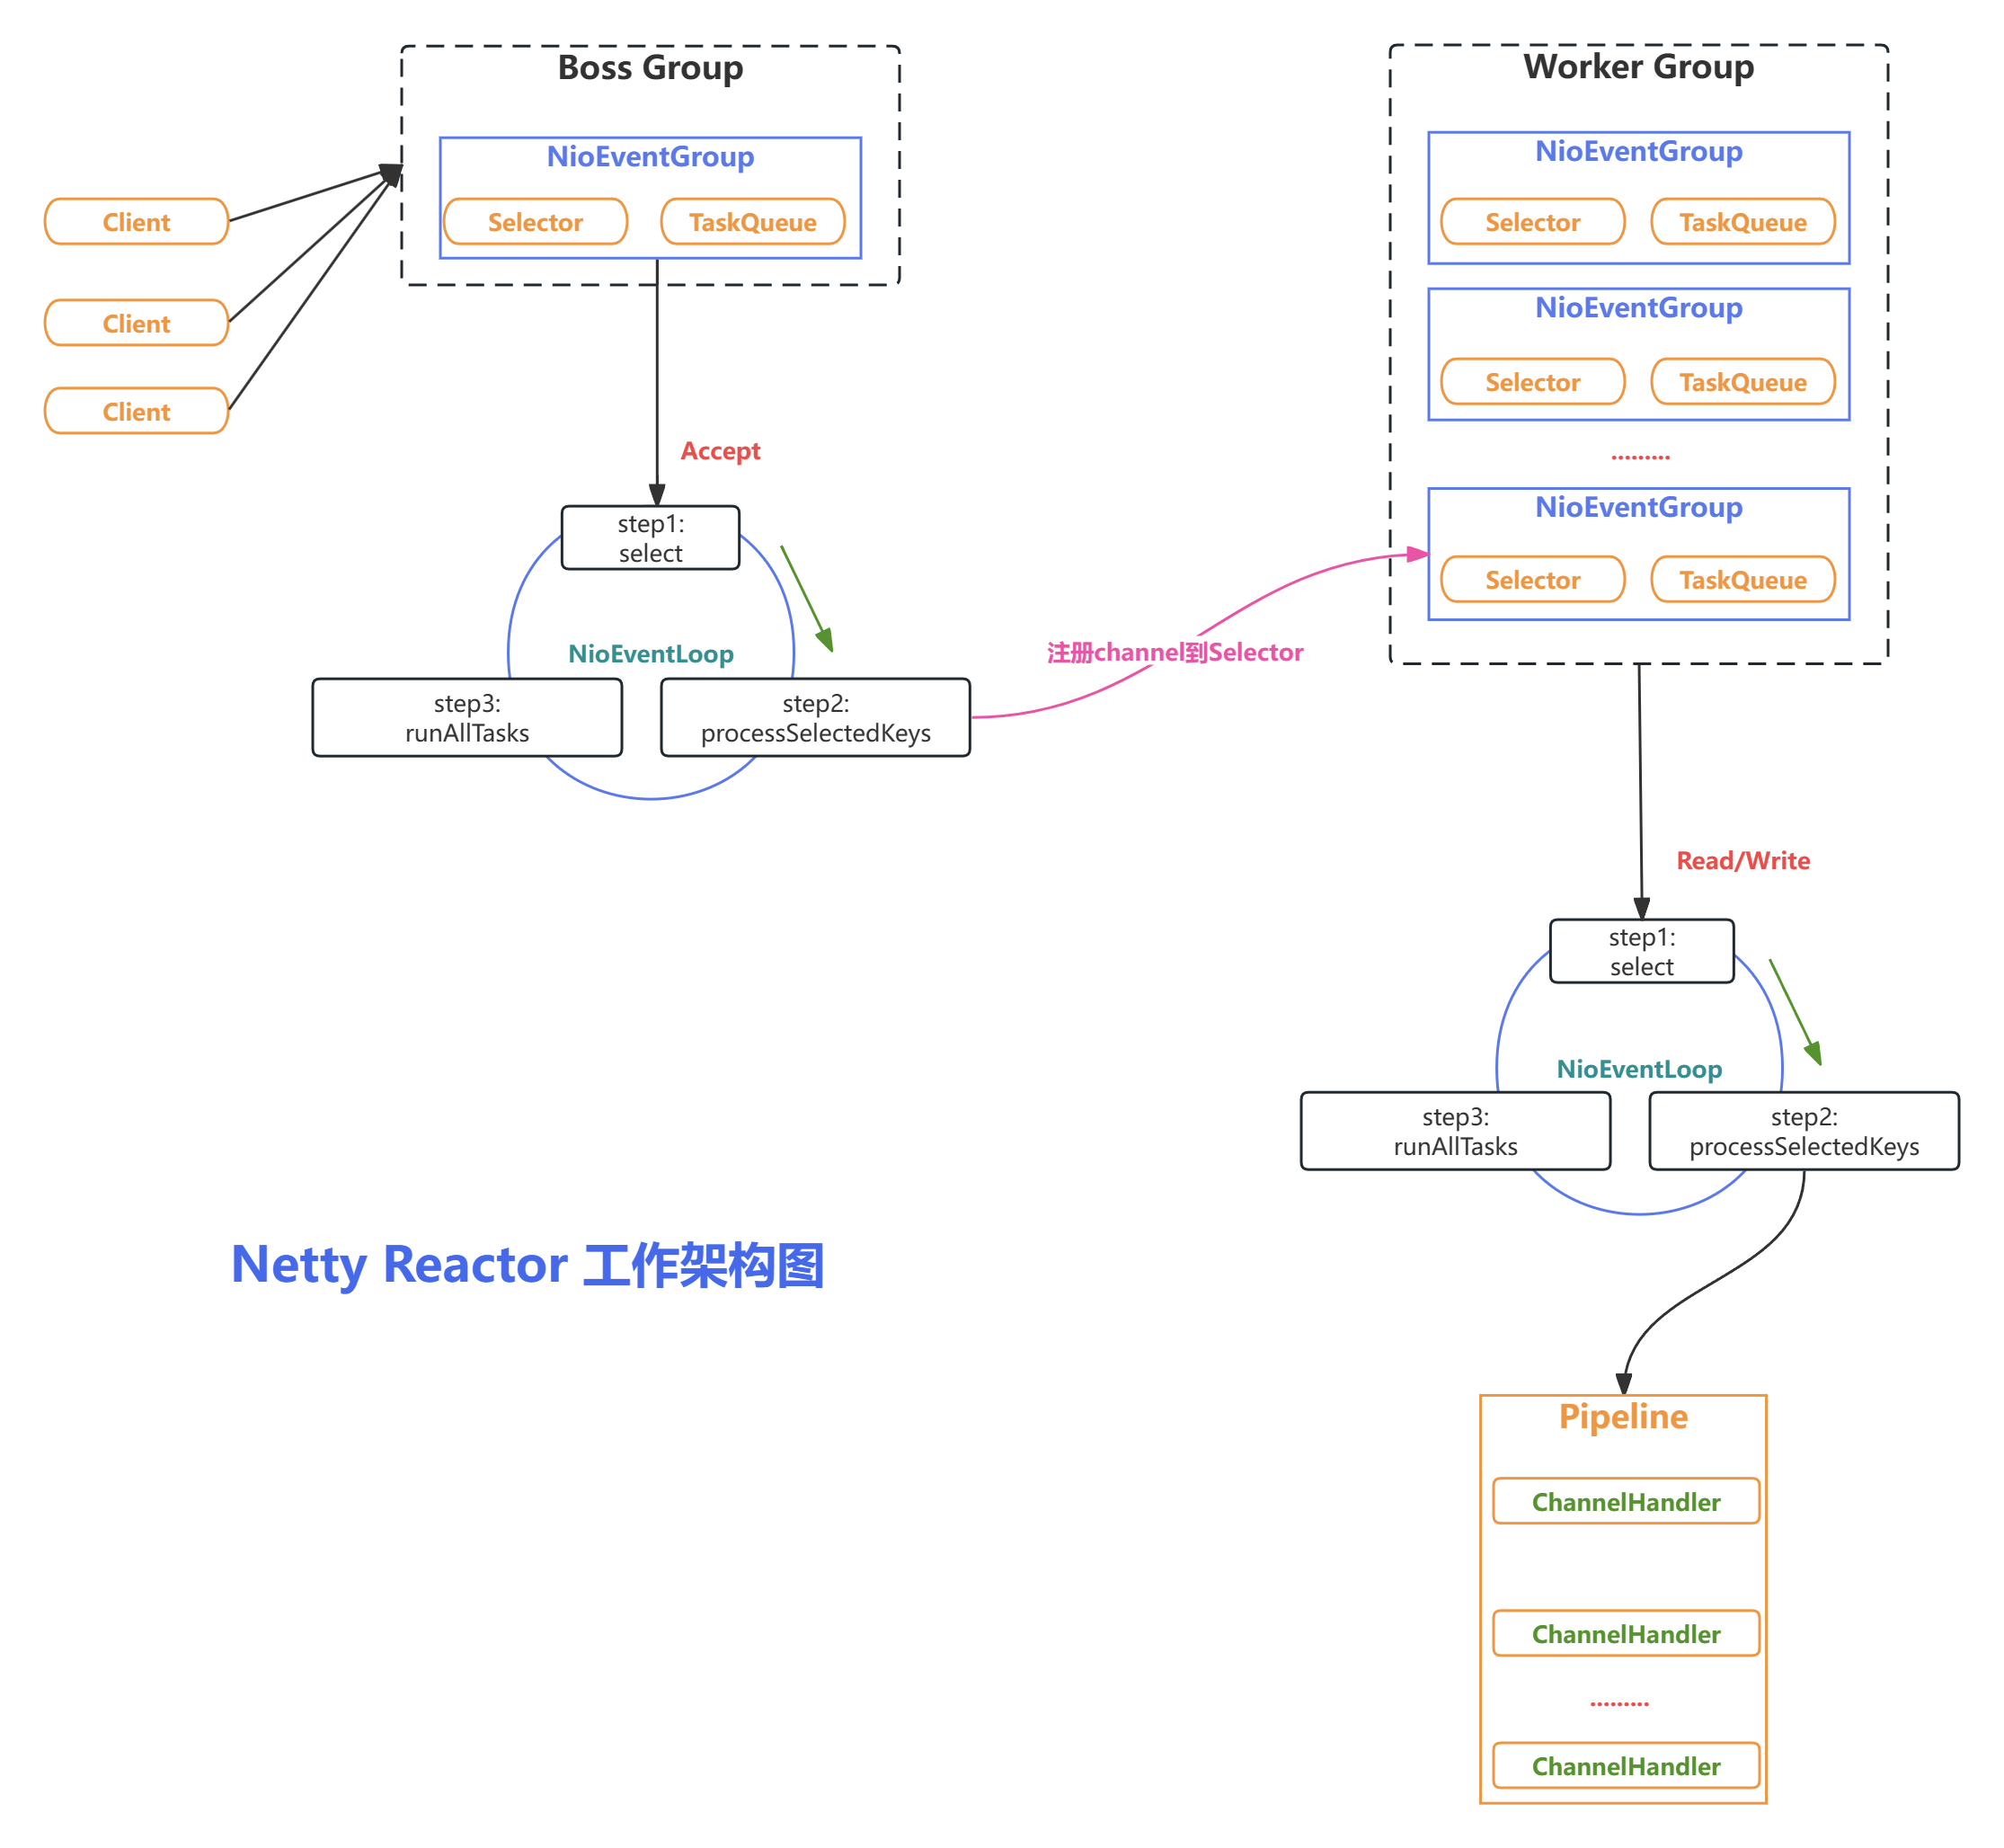 Boss Group
NioEventGroup
Selector
TaskQueue
Client
Client
Client
Accept
step1:
select
NioEventLoop
step3:
runAllTasks
step2:
processSelectedKeys
注册channel到Selector
Worker Group
NioEventGroup
Selector
TaskQueue
NioEventGroup
Selector
TaskQueue
.........
NioEventGroup
Selector
TaskQueue
Read/Write
step1:
select
NioEventLoop
step3:
runAllTasks
step2:
processSelectedKeys
Netty Reactor 工作架构图
Pipeline
ChannelHandler
ChannelHandler
.........
ChannelHandler